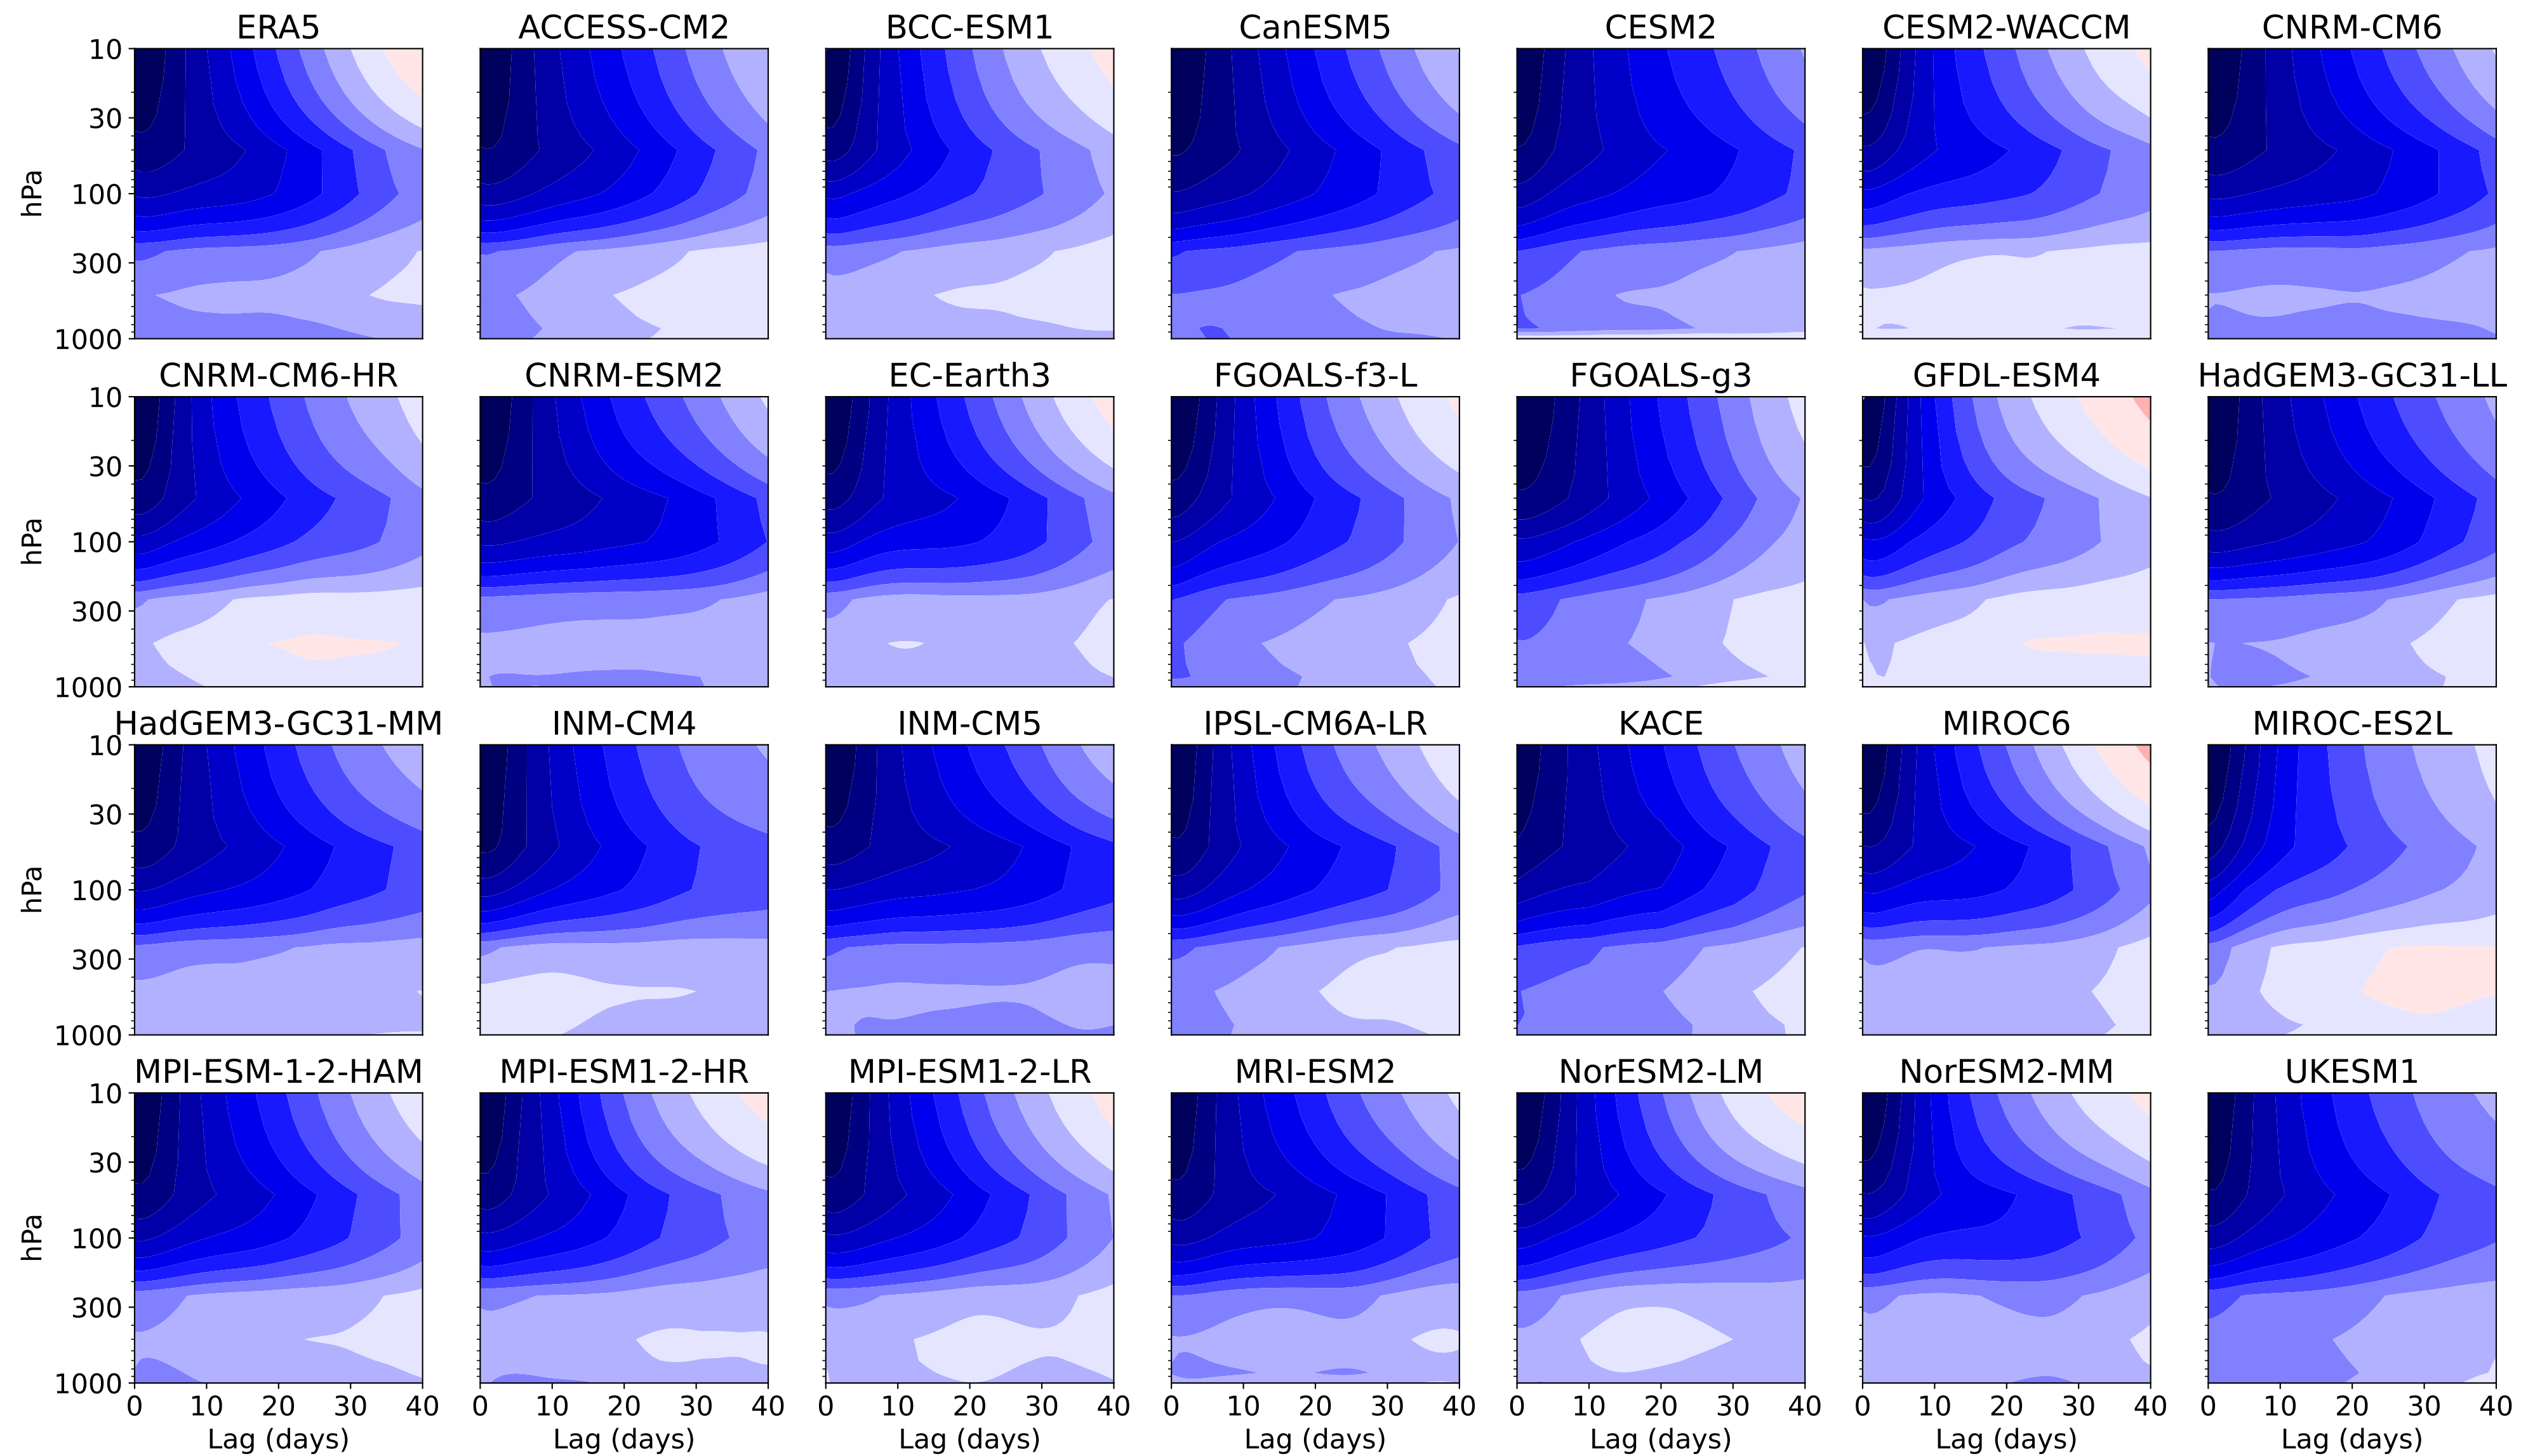 ERA5 ACCESS-CM2 BCC-ESM1 CanESM5 CESM2 CESM2-WACCM CNRM-CM6
10
30
100
300
1000
hPa
CNRM-CM6-HR CNRM-ESM2 EC-Earth3 FGOALS-f3-L FGOALS-g3 GFDL-ESM4 HadGEM3-GC31-LL
10
30
100
300
1000
hPa
HadGEM3-GC31-MM INM-CM4 INM-CM5 IPSL-CM6A-LR KACE MIROC6 MIROC-ES2L
10
30
100
300
1000
hPa
MPI-ESM-1-2-HAM MPI-ESM1-2-HR MPI-ESM1-2-LR MRI-ESM2 NorESM2-LM NorESM2-MM UKESM1
10
30
100
300
1000
hPa
0 10 20 30 40 0 10 20 30 40 0 10 20 30 40 0 10 20 30 40 0 10 20 30 40 0 10 20 30 40 0 10 20 30 40
Lag (days) Lag (days) Lag (days) Lag (days) Lag (days) Lag (days) Lag (days)